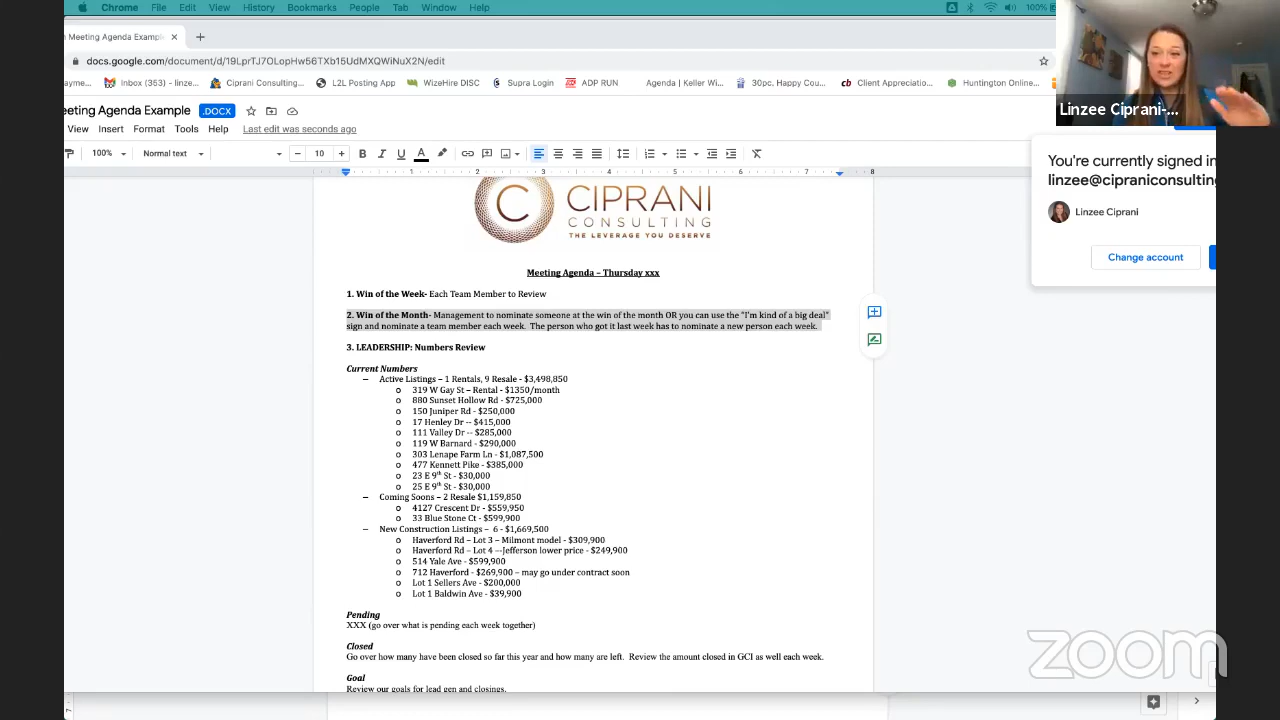 Chrome File Edit View History Bookmarks People Tab Window Help 100%
Meeting Agenda Example
docs.google.com/document/d/19LprTJ7OLopHw56TXb15UdMXQWiNuX2N/edit
Inbox (353) — linze... Ciprani Consulting... L2L Posting App WizeHire DISC Supra Login ADP RUN Agenda | Keller Wi... 30pc. Happy Cou... Client Appreciatio... Huntington Online...
Meeting Agenda Example .DOCX
View Insert Format Tools Help Last edit was seconds ago
100% Normal text 10 B I U A
1 2 3 4 5 6 7 8
Linzee Ciprani-...
You're currently signed in
linzee@cipraniconsulting
Linzee Ciprani
Change account
C CIPRANI
CONSULTING
THE LEVERAGE YOU DESERVE
Meeting Agenda – Thursday xxx
1. Win of the Week- Each Team Member to Review
2. Win of the Month- Management to nominate someone at the win of the month OR you can use the "I'm kind of a big deal"
sign and nominate a team member each week. The person who got it last week has to nominate a new person each week.
3. LEADERSHIP: Numbers Review
Current Numbers
– Active Listings – 1 Rentals, 9 Resale - $3,498,850
o 319 W Gay St – Rental - $1350/month
o 880 Sunset Hollow Rd - $725,000
o 150 Juniper Rd - $250,000
o 17 Henley Dr -- $415,000
o 111 Valley Dr -- $285,000
o 119 W Barnard - $290,000
o 303 Lenape Farm Ln - $1,087,500
o 477 Kennett Pike - $385,000
o 23 E 9th St - $30,000
o 25 E 9th St - $30,000
– Coming Soons – 2 Resale $1,159,850
o 4127 Crescent Dr - $559,950
o 33 Blue Stone Ct - $599,900
– New Construction Listings – 6 - $1,669,500
o Haverford Rd – Lot 3 – Milmont model - $309,900
o Haverford Rd – Lot 4 –-Jefferson lower price - $249,900
o 514 Yale Ave - $599,900
o 712 Haverford - $269,900 – may go under contract soon
o Lot 1 Sellers Ave - $200,000
o Lot 1 Baldwin Ave - $39,900
Pending
XXX (go over what is pending each week together)
Closed
Go over how many have been closed so far this year and how many are left. Review the amount closed in GCI as well each week.
Goal
Review our goals for lead gen and closings.
zoom